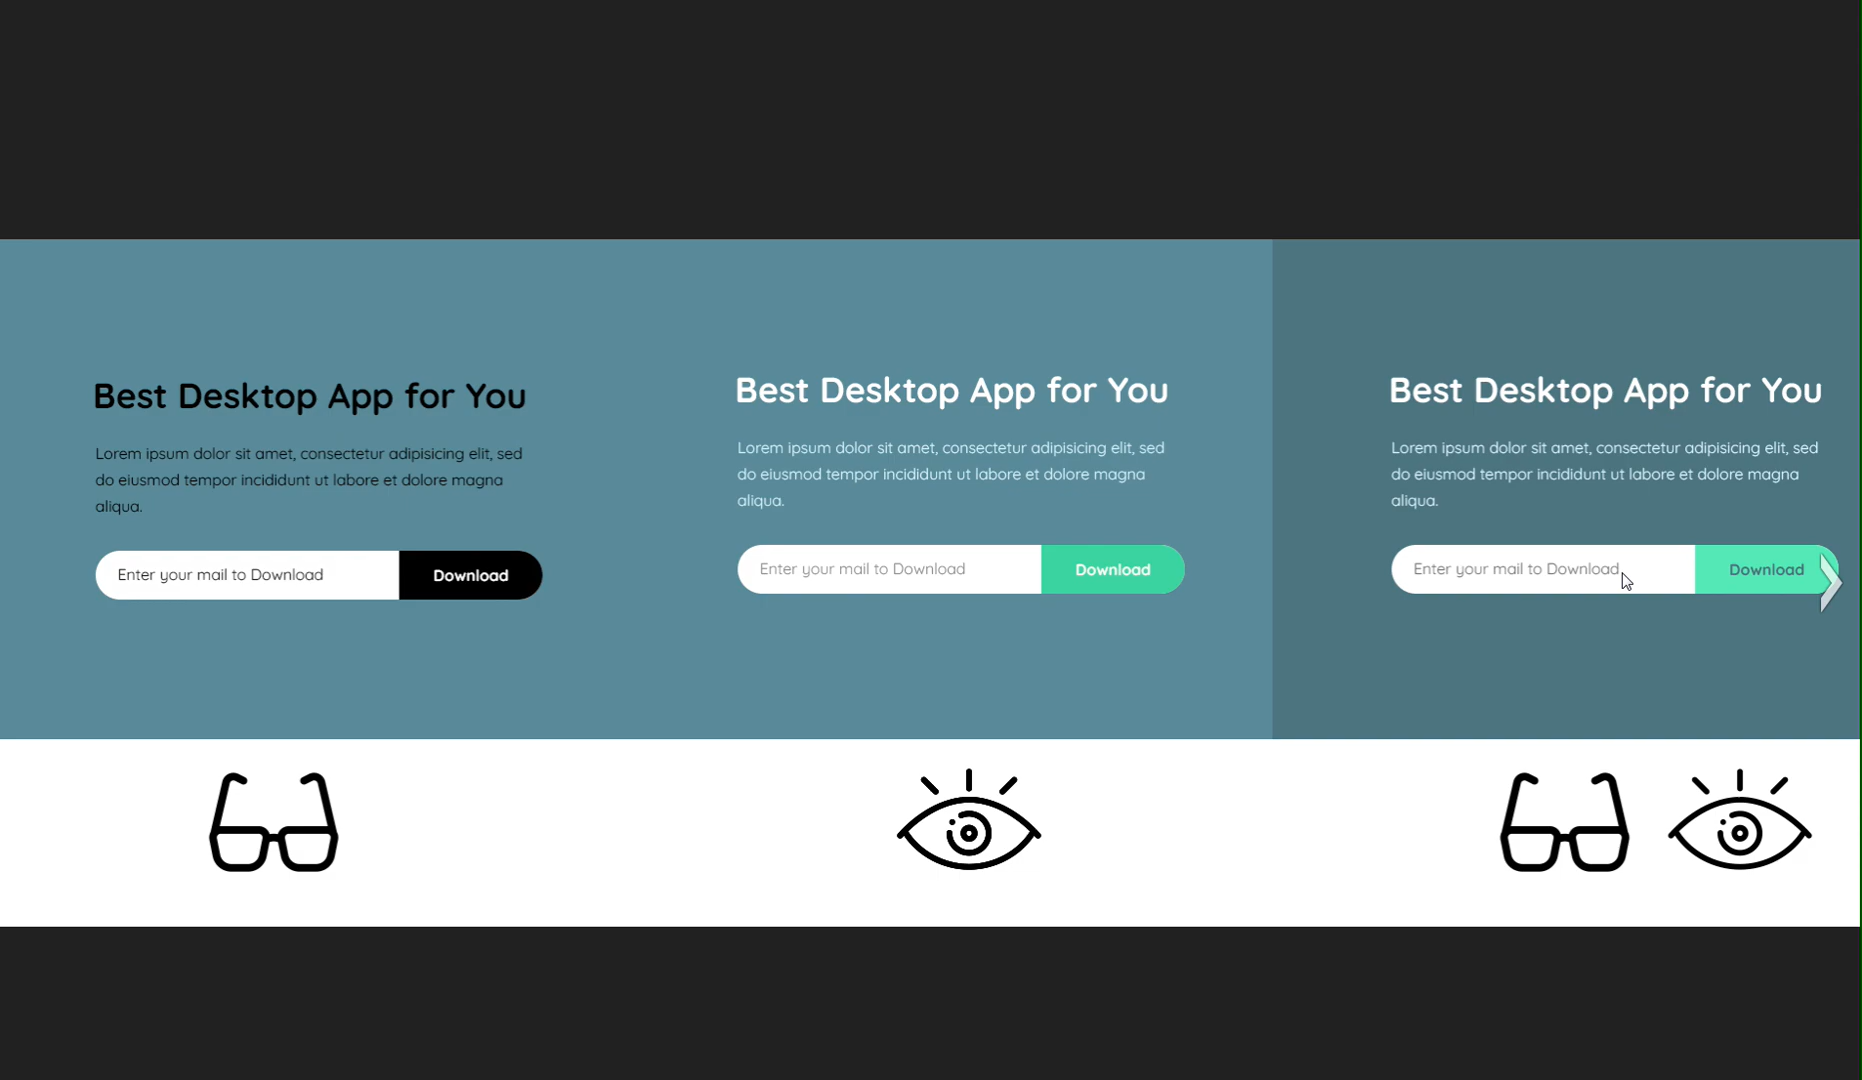 Best Desktop App for You
Lorem ipsum dolor sit amet, consectetur adipisicing elit, sed
do eiusmod tempor incididunt ut labore et dolore magna
aliqua.
Enter your mail to Download
Download
Best Desktop App for You
Lorem ipsum dolor sit amet, consectetur adipisicing elit, sed
do eiusmod tempor incididunt ut labore et dolore magna
aliqua.
Enter your mail to Download
Download
Best Desktop App for You
Lorem ipsum dolor sit amet, consectetur adipisicing elit, sed
do eiusmod tempor incididunt ut labore et dolore magna
aliqua.
Enter your mail to Download
Download